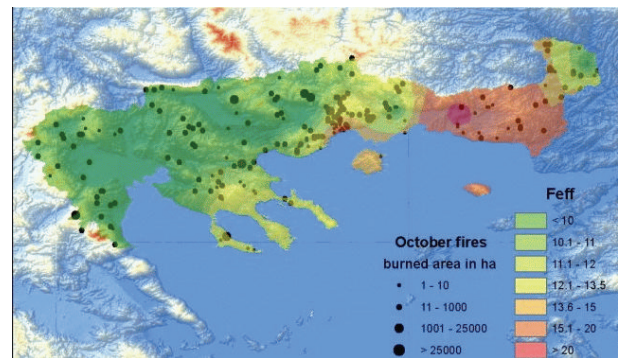 Feff
< 10
October fires
10.1 - 11
burned area in ha
11.1 - 12
1 - 10
12.1 - 13.5
11 - 1000
13.6 - 15
1001 - 25000
15.1 - 20
> 25000
> 20